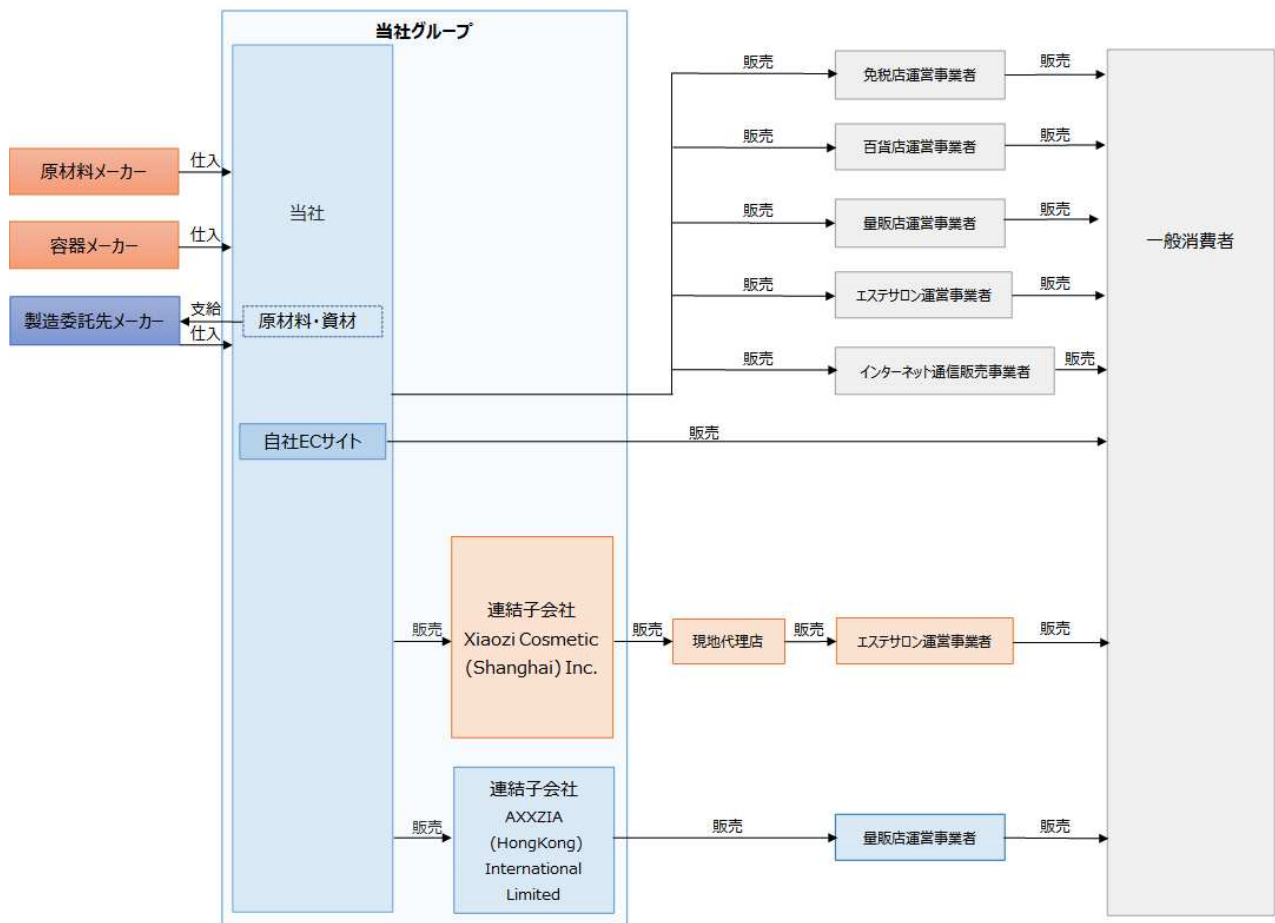 当社グループ
販売
免税店運営事業者
販売
販売
百貨店運営事業者
販売
原材料メーカー
仕入
当社
販売
量販店運営事業者
販売
容器メーカー
仕入
一般消費者
販売
エステサロン運営事業者
販売
製造委託先メーカー
支給
仕入
原材料・資材
販売
インターネット通信販売事業者
販売
自社ECサイト
販売
販売
連結子会社
Xiaozi Cosmetic
(Shanghai) Inc.
販売
現地代理店
販売
エステサロン運営事業者
販売
販売
連結子会社
AXXZIA
(HongKong)
International
Limited
販売
量販店運営事業者
販売